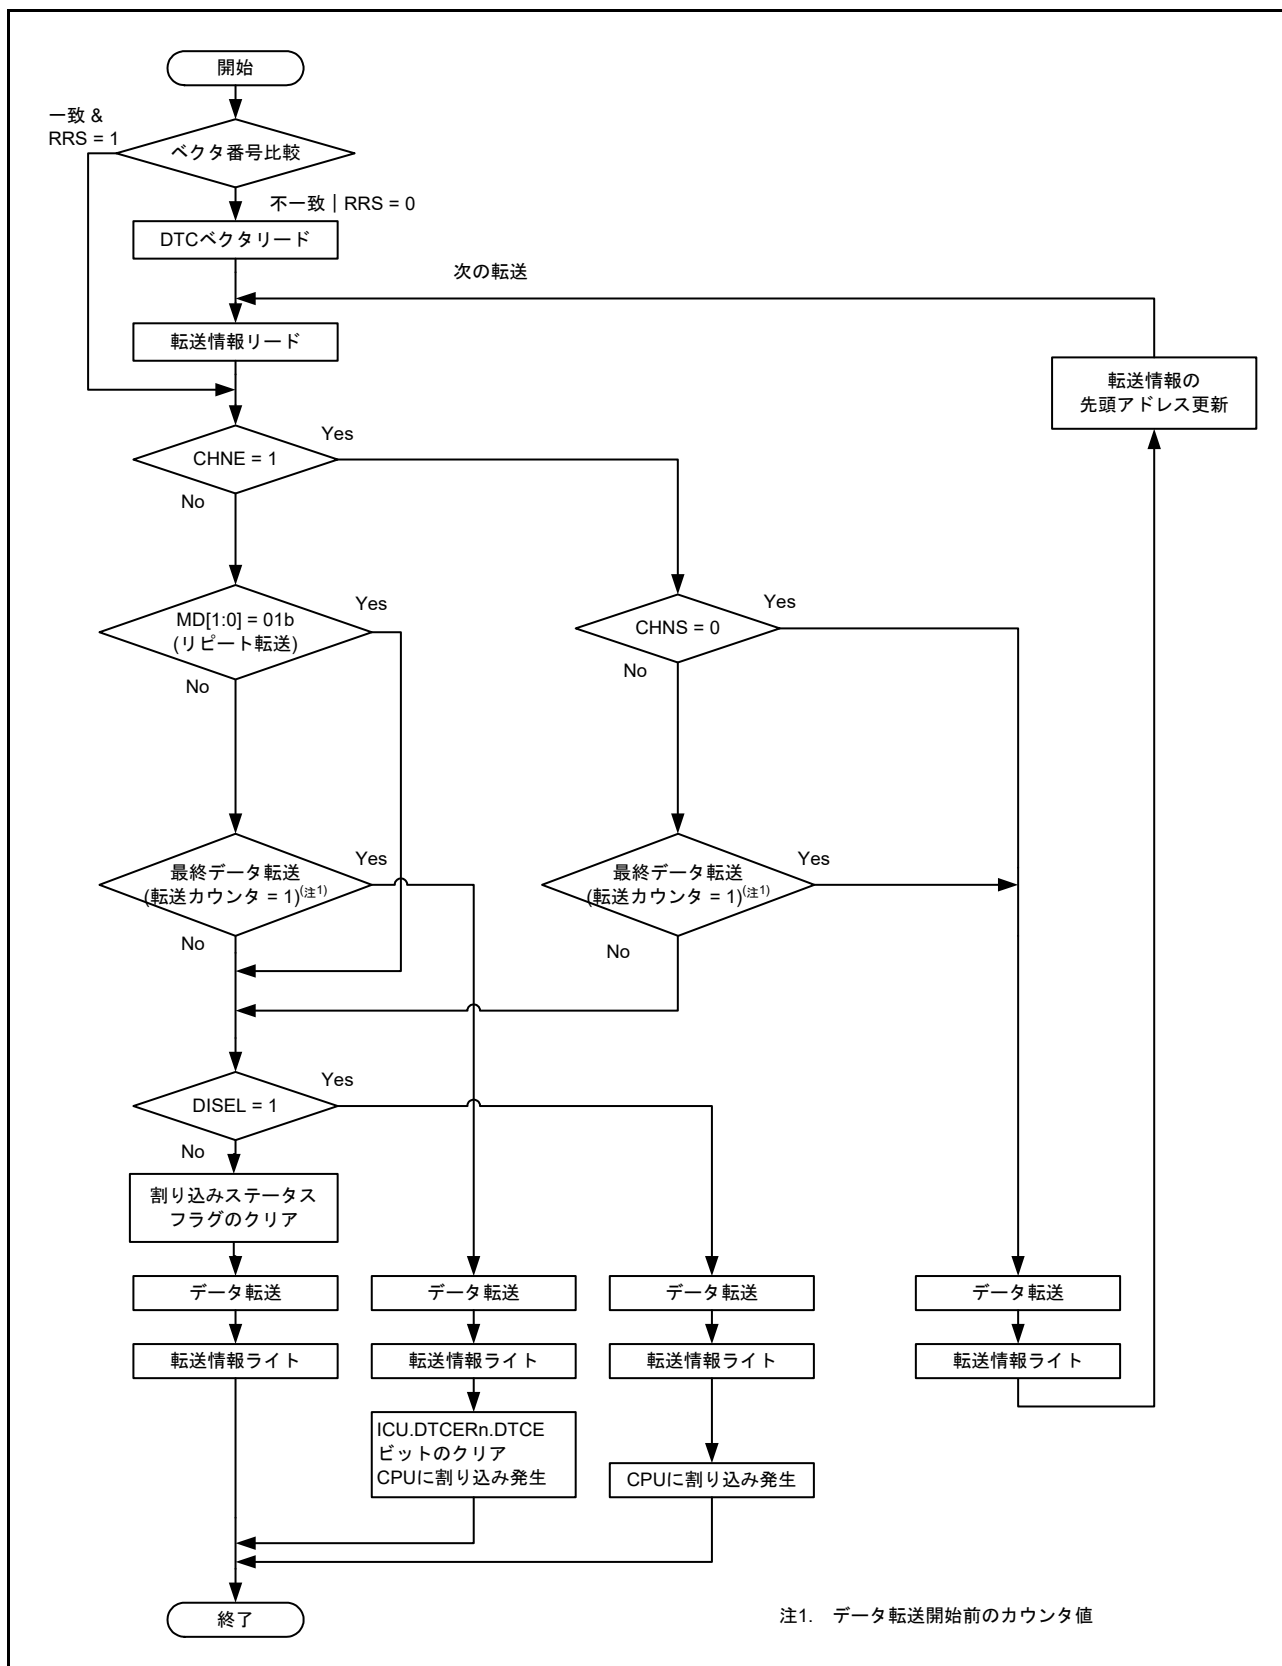 開始
一致 &
RRS = 1
ベクタ番号比較
不一致 | RRS = 0
DTCベクタリード
次の転送
転送情報リード
転送情報の
先頭アドレス更新
Yes
CHNE = 1
No
MD[1:0] = 01b
(リピート転送)
Yes
No
CHNS = 0
Yes
No
最終データ転送
(転送カウンタ = 1)(注1)
Yes
No
最終データ転送
(転送カウンタ = 1)(注1)
Yes
No
DISEL = 1
Yes
No
割り込みステータス
フラグのクリア
データ転送
データ転送
データ転送
データ転送
転送情報ライト
転送情報ライト
転送情報ライト
転送情報ライト
ICU.DTCERn.DTCE
ビットのクリア
CPUに割り込み発生
CPUに割り込み発生
終了
注1. データ転送開始前のカウンタ値